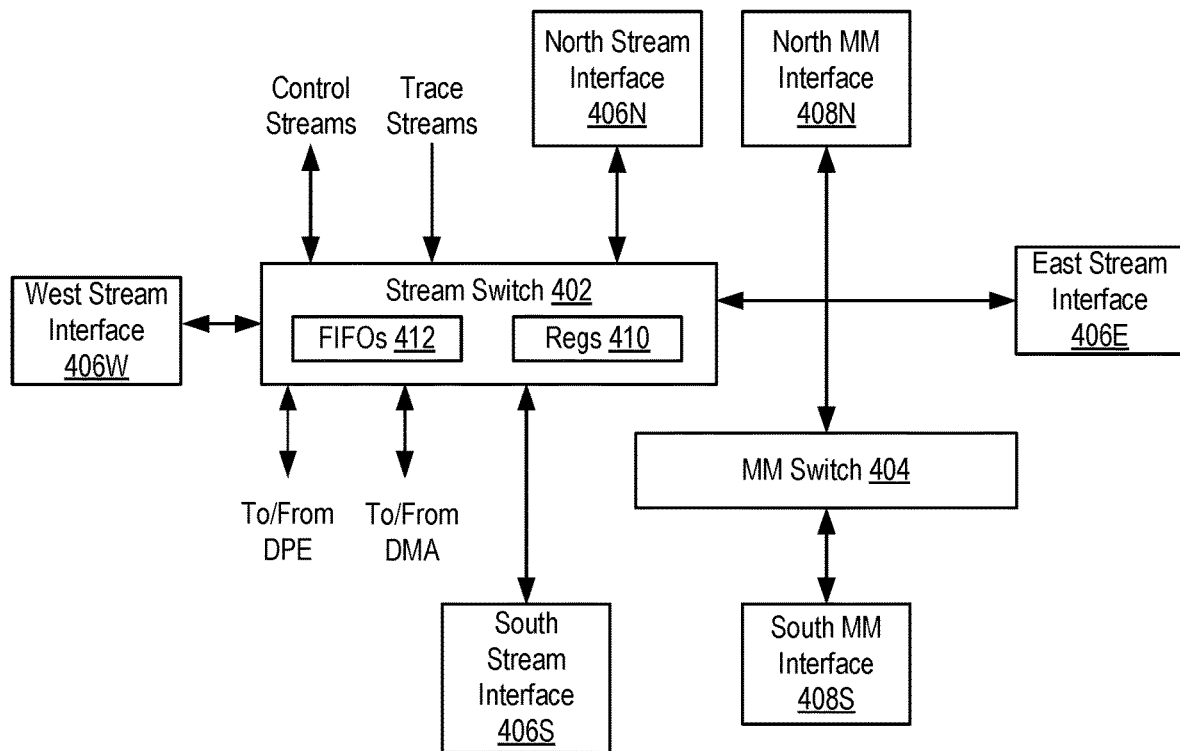 North Stream
Interface
406N
North MM
Interface
408N
Control
Streams
Trace
Streams
West Stream
Interface
406W
Stream Switch 402
FIFOs 412
Regs 410
East Stream
Interface
406E
MM Switch 404
To/From
DPE
To/From
DMA
South
Stream
Interface
406S
South MM
Interface
408S